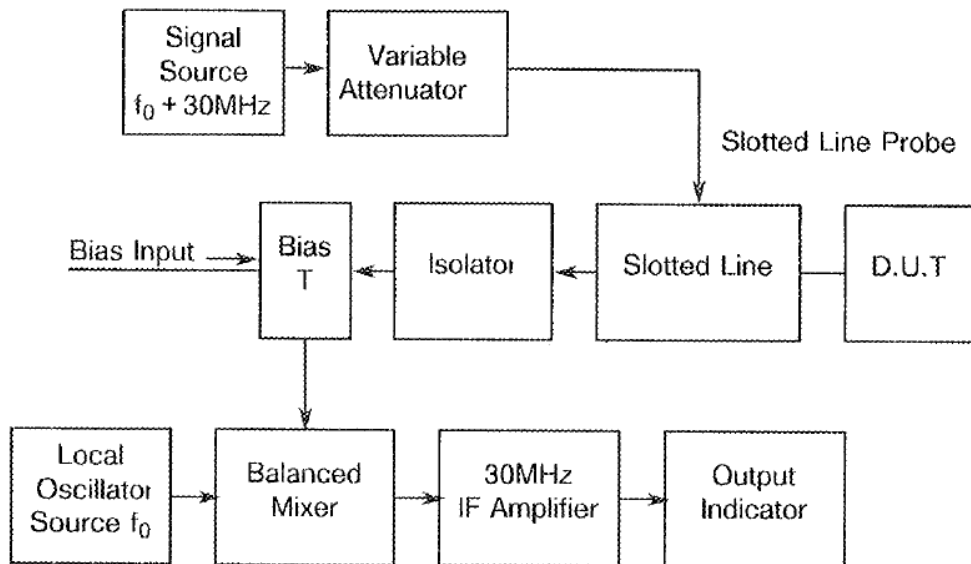 Signal
Source
f₀ + 30MHz
Variable
Attenuator
Slotted Line Probe
Bias Input
Bias
T
Isolator
Slotted Line
D.U.T
Local
Oscillator
Source f₀
Balanced
Mixer
30MHz
IF Amplifier
Output
Indicator